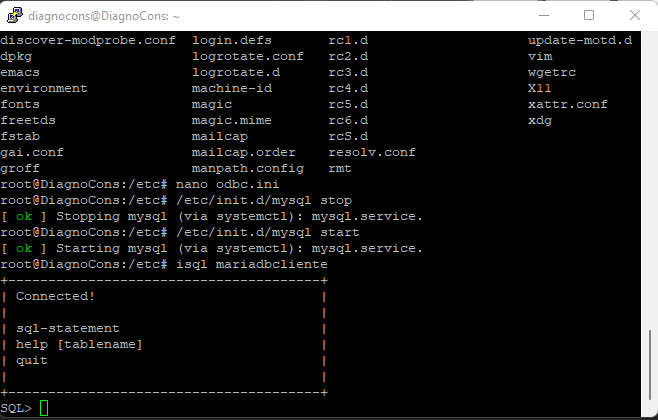 diagnocons@DiagnoCons: ~
discover-modprobe.conf  login.defs       rc1.d                    update-motd.d
dpkg                    logrotate.conf   rc2.d                    vim
emacs                   logrotate.d      rc3.d                    wgetrc
environment             machine-id       rc4.d                    X11
fonts                   magic            rc5.d                    xattr.conf
freetds                 magic.mime       rc6.d                    xdg
fstab                   mailcap          rcS.d
gai.conf                mailcap.order    resolv.conf
groff                   manpath.config   rmt
root@DiagnoCons:/etc# nano odbc.ini
root@DiagnoCons:/etc# /etc/init.d/mysql stop
[ ok ] Stopping mysql (via systemctl): mysql.service.
root@DiagnoCons:/etc# /etc/init.d/mysql start
[ ok ] Starting mysql (via systemctl): mysql.service.
root@DiagnoCons:/etc# isql mariadbcliente
+---------------------------------------+
| Connected!                            |
|                                       |
| sql-statement                         |
| help [tablename]                      |
| quit                                  |
|                                       |
+---------------------------------------+
SQL>